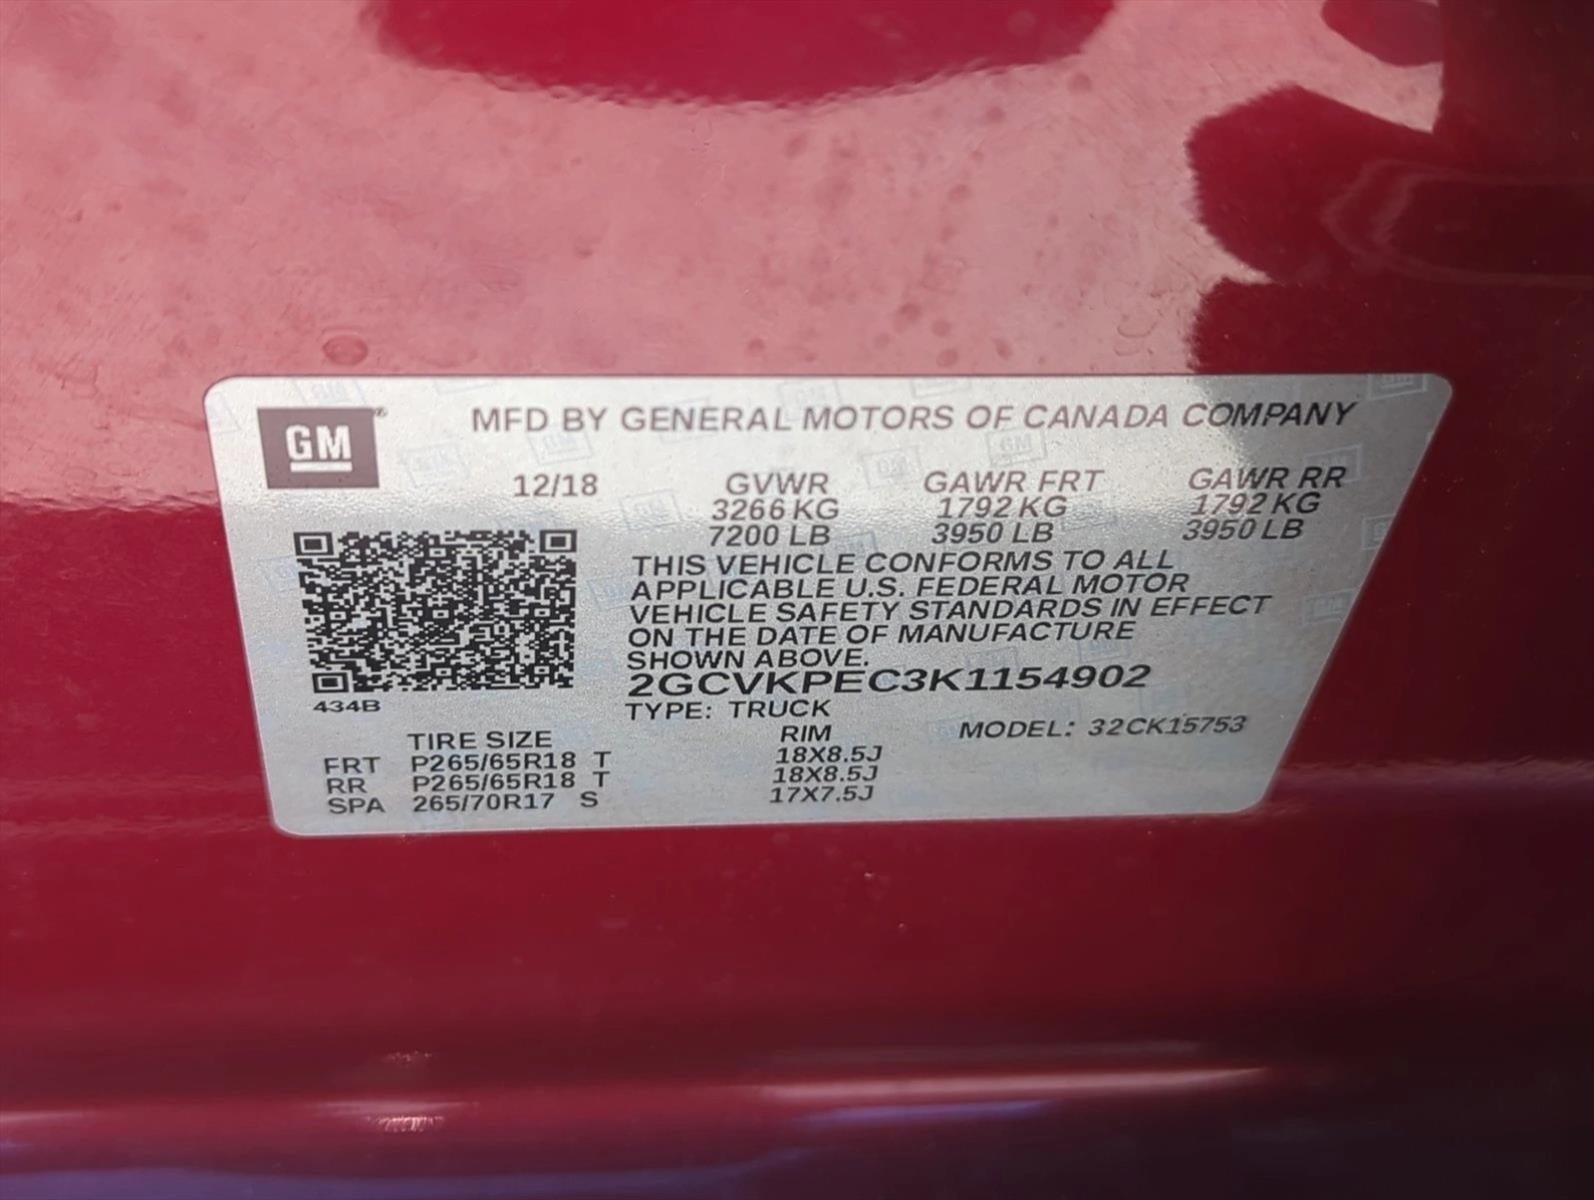 GM®
MFD BY GENERAL MOTORS OF CANADA COMPANY
12/18 GVWR GAWR FRT GAWR RR
3266 KG 1792 KG 1792 KG
7200 LB 3950 LB 3950 LB
THIS VEHICLE CONFORMS TO ALL
APPLICABLE U.S. FEDERAL MOTOR
VEHICLE SAFETY STANDARDS IN EFFECT
ON THE DATE OF MANUFACTURE
SHOWN ABOVE.
2GCVKPEC3K1154902
434B
TYPE: TRUCK
MODEL: 32CK15753
TIRE SIZE RIM
FRT P265/65R18 T 18X8.5J
RR P265/65R18 T 18X8.5J
SPA 265/70R17 S 17X7.5J